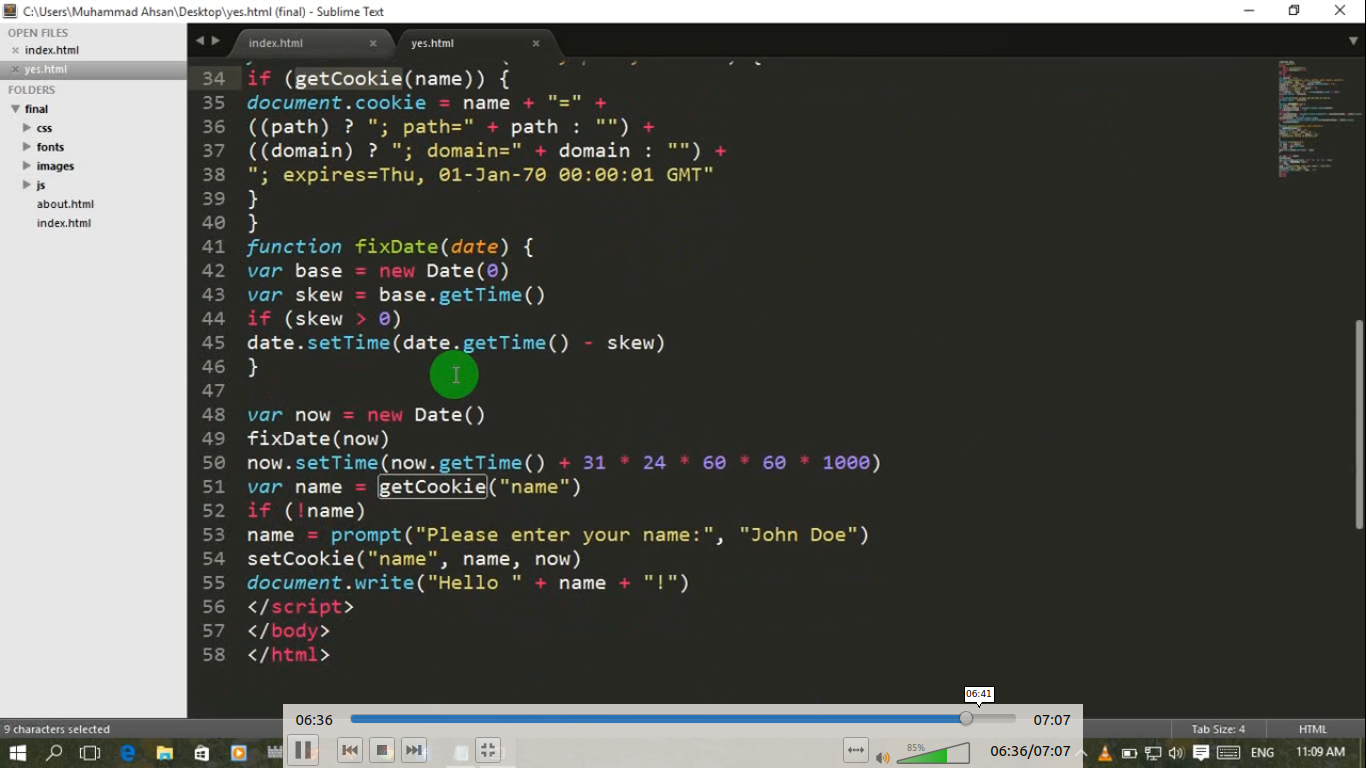 C:\Users\Muhammad Ahsan\Desktop\yes.html (final) - Sublime Text
OPEN FILES
index.html
yes.html
FOLDERS
final
css
fonts
images
js
about.html
index.html
index.html
yes.html
34 if (getCookie(name)) {
35 document.cookie = name + "=" +
36 ((path) ? "; path=" + path : "") +
37 ((domain) ? "; domain=" + domain : "") +
38 "; expires=Thu, 01-Jan-70 00:00:01 GMT"
39 }
40 }
41 function fixDate(date) {
42 var base = new Date(0)
43 var skew = base.getTime()
44 if (skew > 0)
45 date.setTime(date.getTime() - skew)
46 }
47
48 var now = new Date()
49 fixDate(now)
50 now.setTime(now.getTime() + 31 * 24 * 60 * 60 * 1000)
51 var name = getCookie("name")
52 if (!name)
53 name = prompt("Please enter your name:", "John Doe")
54 setCookie("name", name, now)
55 document.write("Hello " + name + "!")
56 </script>
57 </body>
58 </html>
06:41
06:36
07:07
9 characters selected
Tab Size: 4
HTML
85%
06:36/07:07
ENG
11:09 AM